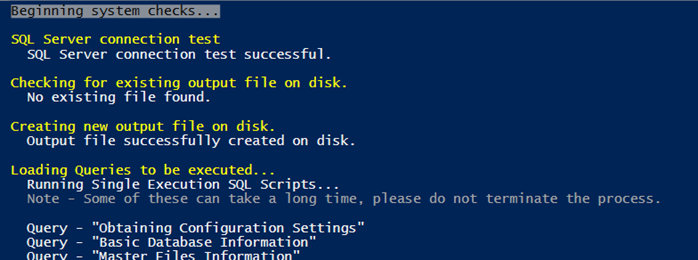 Beginning system checks...
SQL Server connection test
SQL Server connection test successful.
Checking for existing output file on disk.
No existing file found.
Creating new output file on disk.
Output file successfully created on disk.
Loading Queries to be executed...
Running Single Execution SQL Scripts...
Note - Some of these can take a long time, please do not terminate the process.
Query - "Obtaining Configuration Settings"
Query - "Basic Database Information"
Query - "Master Files Information"